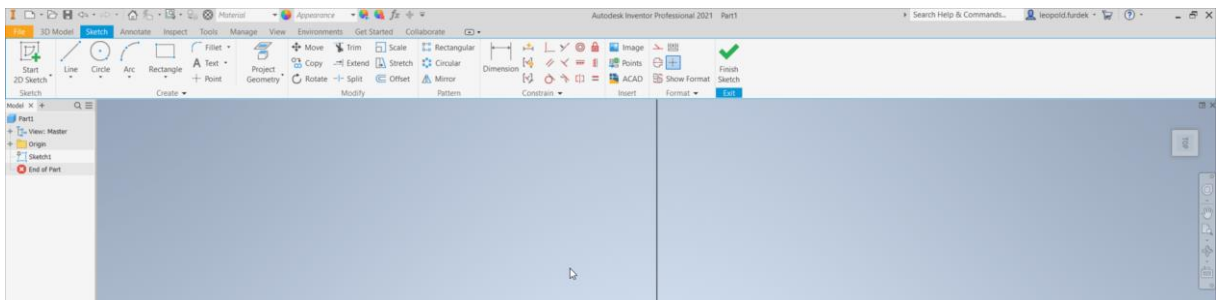 Material Appearance fx Autodesk Inventor Professional 2021 Part1 Search Help & Commands... leopold.furdek
File 3D Model Sketch Annotate Inspect Tools Manage View Environments Get Started Collaborate
Fillet Move Trim Scale Rectangular Image
Start 2D Sketch Line Circle Arc Rectangle A Text Project Geometry Copy Extend Stretch Circular Dimension Points Finish Sketch
Point Rotate Split Offset Mirror ACAD Show Format
Sketch Create Modify Pattern Constrain Insert Format Exit
Model
Part1
View: Master
Origin
Sketch1
End of Part
TOP